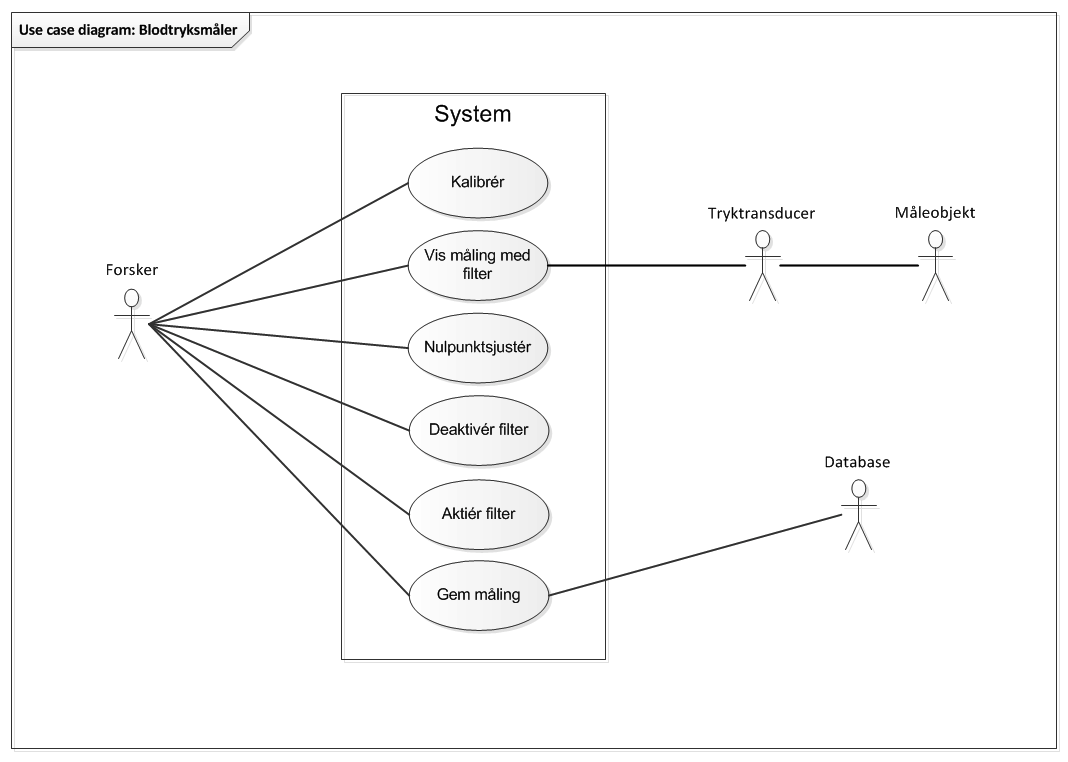 Use case diagram: Blodtryksmåler
System
Kalibrér
Tryktransducer
Måleobjekt
Vis måling med
filter
Forsker
Nulpunktsjustér
Deaktivér filter
Database
Aktiér filter
Gem måling